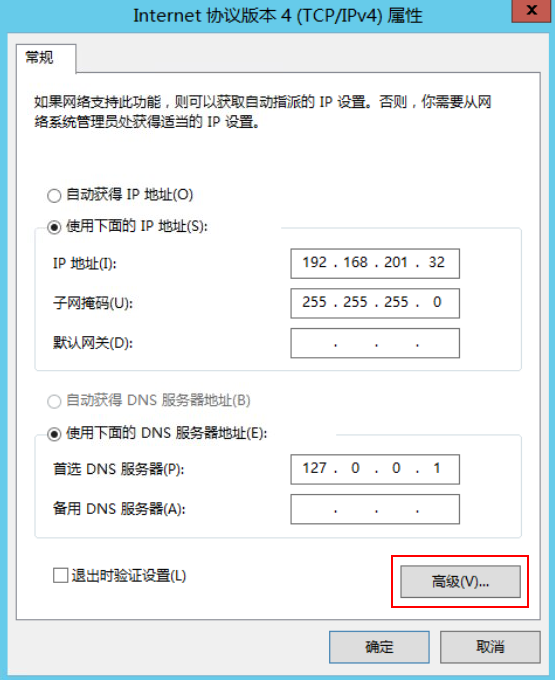 Internet 协议版本 4 (TCP/IPv4) 属性
x
常规
如果网络支持此功能，则可以获取自动指派的 IP 设置。否则，你需要从网
络系统管理员处获得适当的 IP 设置。
自动获得 IP 地址(O)
使用下面的 IP 地址(S):
IP 地址(I): 192 . 168 . 201 . 32
子网掩码(U): 255 . 255 . 255 . 0
默认网关(D): . . .
自动获得 DNS 服务器地址(B)
使用下面的 DNS 服务器地址(E):
首选 DNS 服务器(P): 127 . 0 . 0 . 1
备用 DNS 服务器(A): . . .
退出时验证设置(L)
高级(V)...
确定 取消